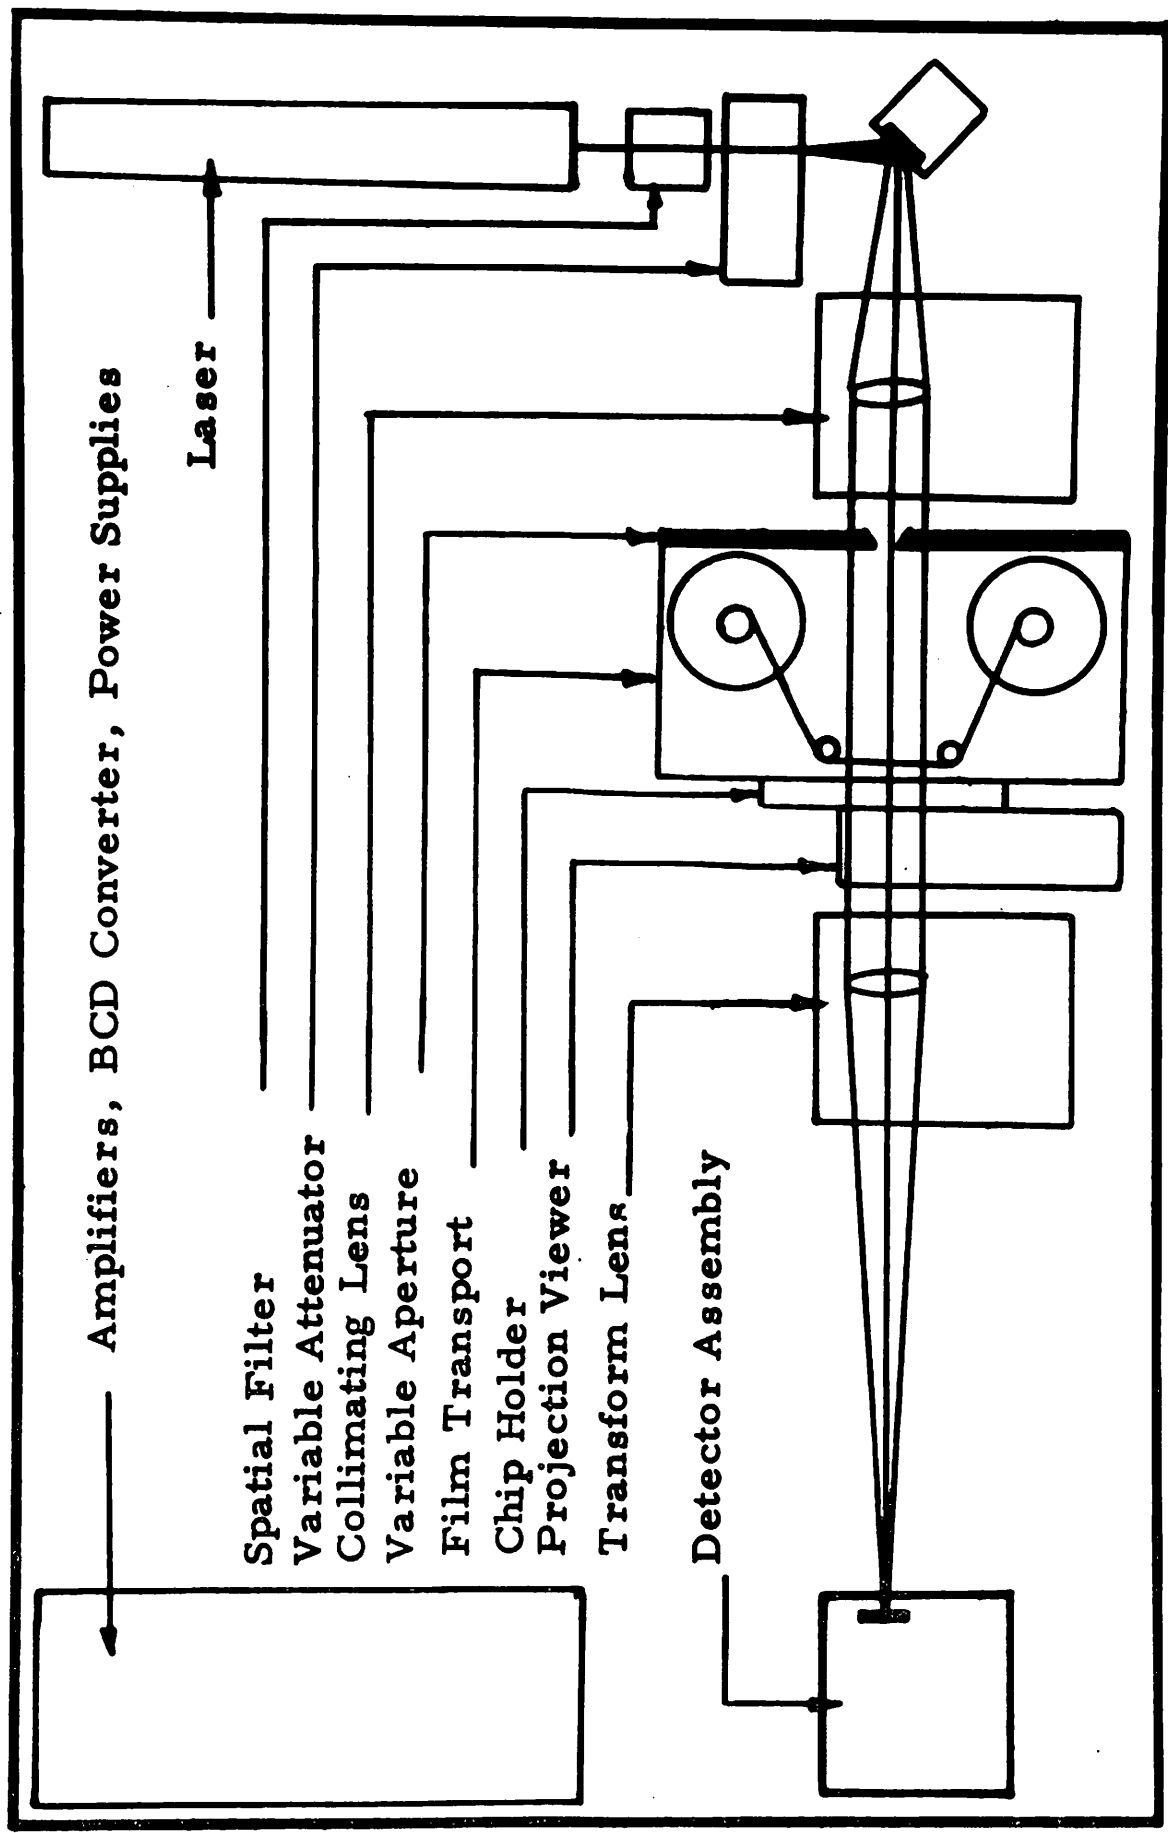 Amplifiers, BCD Converter, Power Supplies
Laser
Spatial Filter
Variable Attenuator
Collimating Lens
Variable Aperture
Film Transport
Chip Holder
Projection Viewer
Transform Lens
Detector Assembly